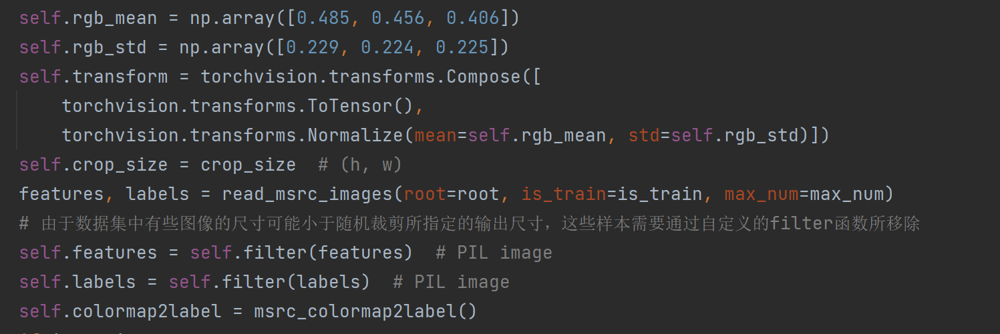 self.rgb_mean = np.array([0.485, 0.456, 0.406])
self.rgb_std = np.array([0.229, 0.224, 0.225])
self.transform = torchvision.transforms.Compose([
    torchvision.transforms.ToTensor(),
    torchvision.transforms.Normalize(mean=self.rgb_mean, std=self.rgb_std)])
self.crop_size = crop_size  # (h, w)
features, labels = read_msrc_images(root=root, is_train=is_train, max_num=max_num)
# 由于数据集中有些图像的尺寸可能小于随机裁剪所指定的输出尺寸，这些样本需要通过自定义的filter函数所移除
self.features = self.filter(features)  # PIL image
self.labels = self.filter(labels)  # PIL image
self.colormap2label = msrc_colormap2label()